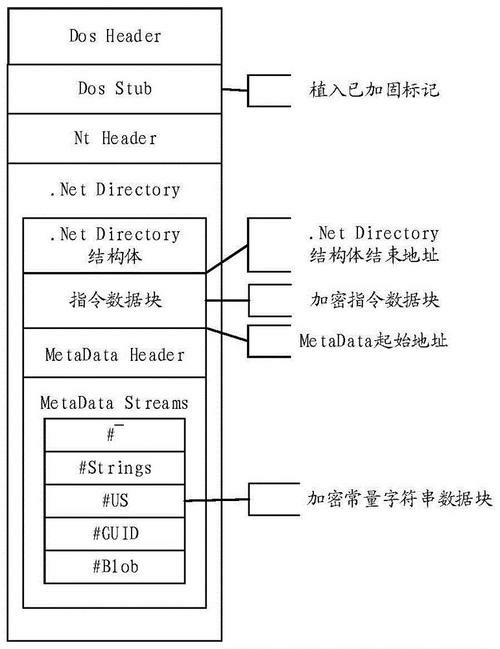 Dos Header
Dos Stub
植入已加固标记
Nt Header
.Net Directory
.Net Directory
结构体
.Net Directory
结构体结束地址
指令数据块
加密指令数据块
MetaData Header
MetaData起始地址
MetaData Streams
#~
#Strings
#US
加密常量字符串数据块
#GUID
#Blob